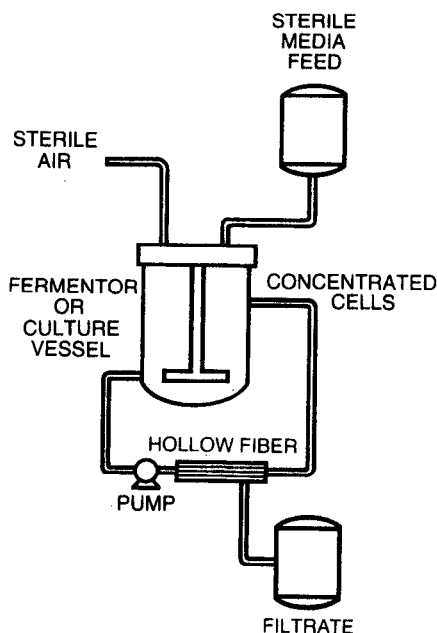 STERILE
MEDIA
FEED
STERILE
AIR
FERMENTOR
OR
CULTURE
VESSEL
CONCENTRATED
CELLS
HOLLOW FIBER
PUMP
FILTRATE